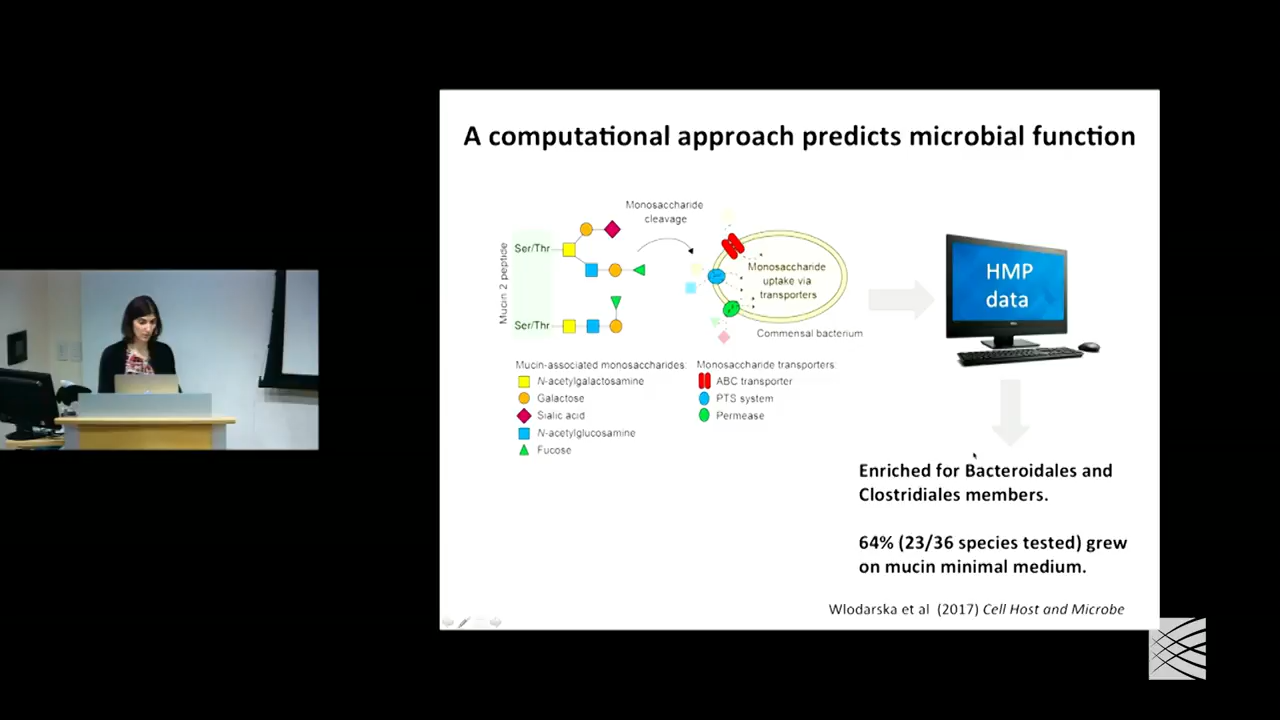 A computational approach predicts microbial function
Monosaccharide
cleavage
Mucin 2 peptide
Ser/Thr
Ser/Thr
Monosaccharide
uptake via
transporters
Commensal bacterium
HMP
data
Mucin-associated monosaccharides:
N-acetylgalactosamine
Galactose
Sialic acid
N-acetylglucosamine
Fucose
Monosaccharide transporters:
ABC transporter
PTS system
Permease
Enriched for Bacteroidales and
Clostridiales members.
64% (23/36 species tested) grew
on mucin minimal medium.
Wlodarska et al (2017) Cell Host and Microbe